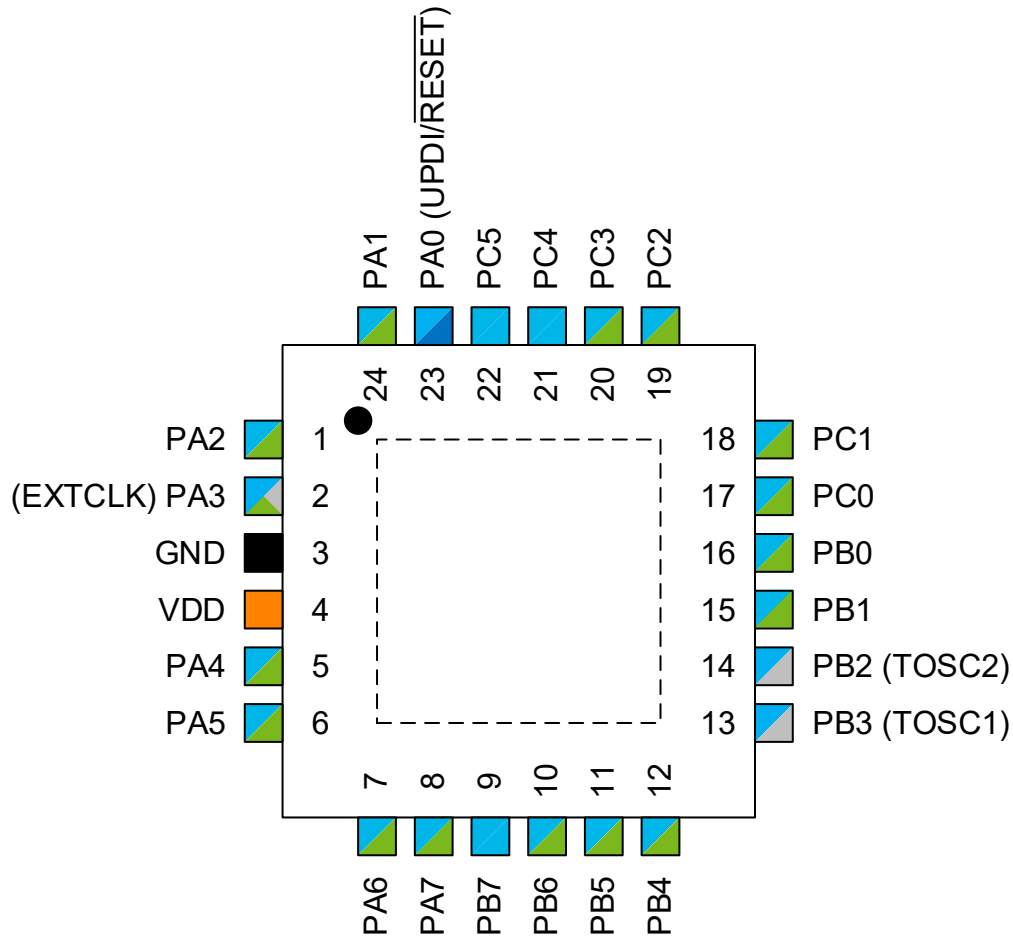 PA1
PA0 (UPDI/RESET)
PC5
PC4
PC3
PC2
24
23
22
21
20
19
PA2 1
(EXTCLK) PA3 2
GND 3
VDD 4
PA4 5
PA5 6
18 PC1
17 PC0
16 PB0
15 PB1
14 PB2 (TOSC2)
13 PB3 (TOSC1)
7
8
9
10
11
12
PA6
PA7
PB7
PB6
PB5
PB4